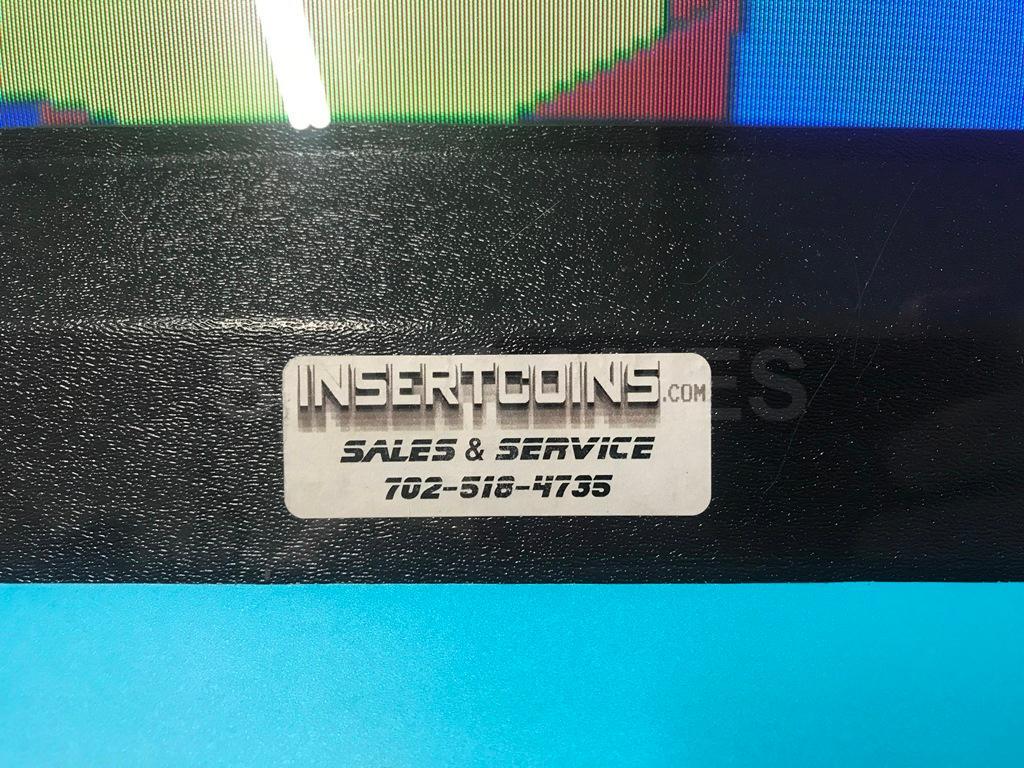 INSERTCOINS.COM
SALES & SERVICE
702-518-4735